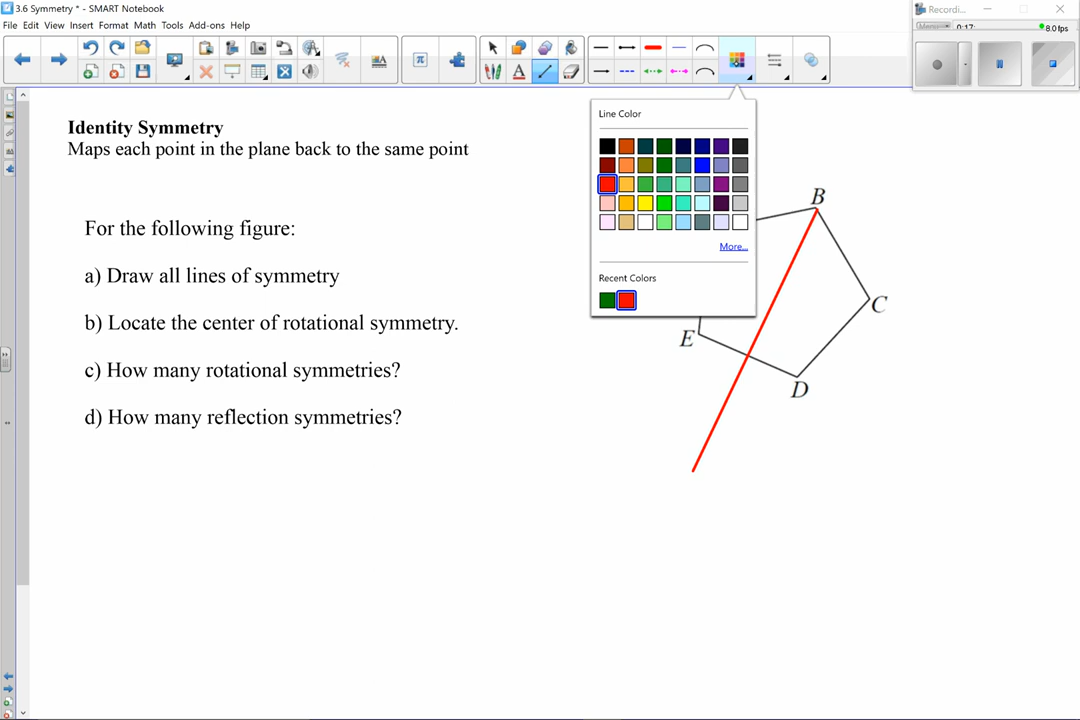 3.6 Symmetry * - SMART Notebook
Recordi...
File Edit View Insert Format Math Tools Add-ons Help
Menu
0:17:
8.0 fps
Line Color
More...
Recent Colors
Identity Symmetry
Maps each point in the plane back to the same point
For the following figure:
a) Draw all lines of symmetry
b) Locate the center of rotational symmetry.
c) How many rotational symmetries?
d) How many reflection symmetries?
B
C
E
D